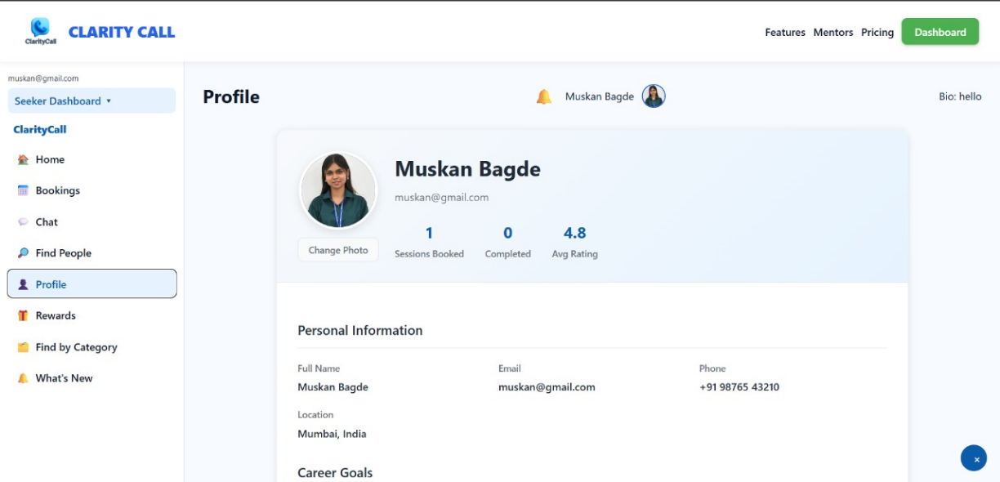 ClarityCall
CLARITY CALL
Features Mentors Pricing Dashboard
muskan@gmail.com
Seeker Dashboard ▾
ClarityCall
Home
Bookings
Chat
Find People
Profile
Rewards
Find by Category
What's New
Profile
Muskan Bagde
Bio: hello
Muskan Bagde
muskan@gmail.com
1 0 4.8
Sessions Booked Completed Avg Rating
Change Photo
Personal Information
Full Name Email Phone
Muskan Bagde muskan@gmail.com +91 98765 43210
Location
Mumbai, India
Career Goals
×